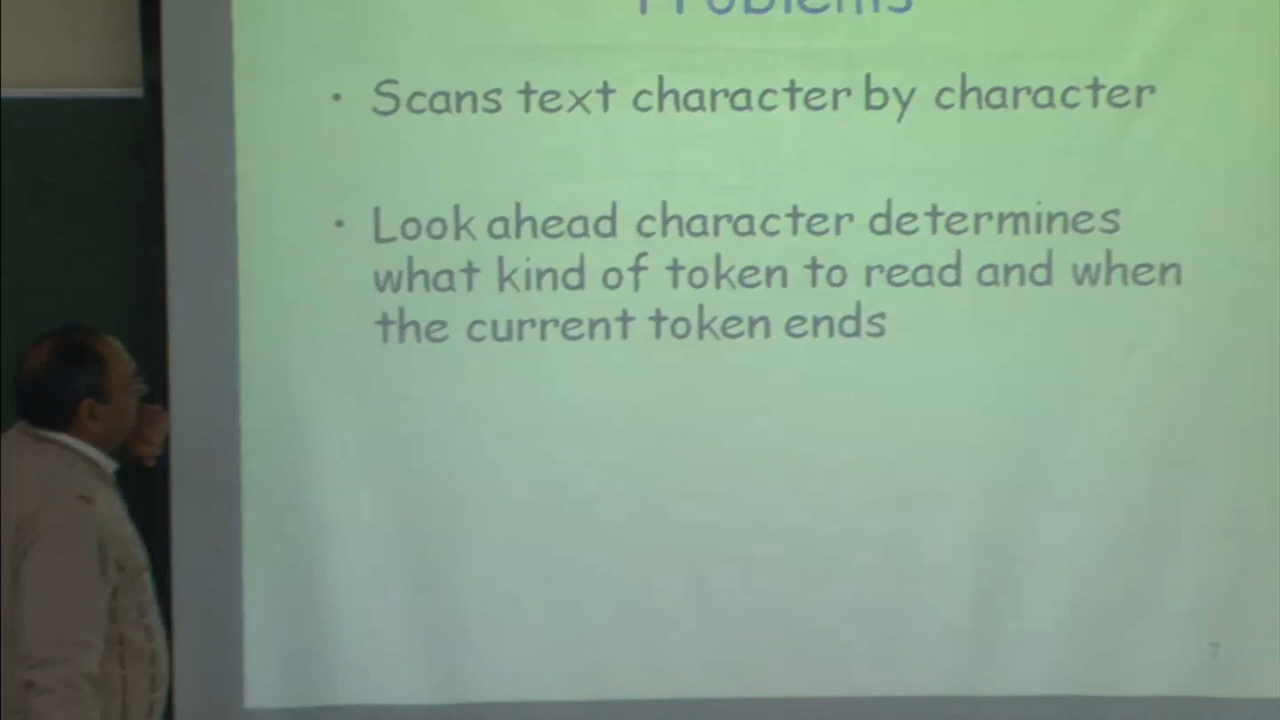 Problems
• Scans text character by character
• Look ahead character determines
what kind of token to read and when
the current token ends
7